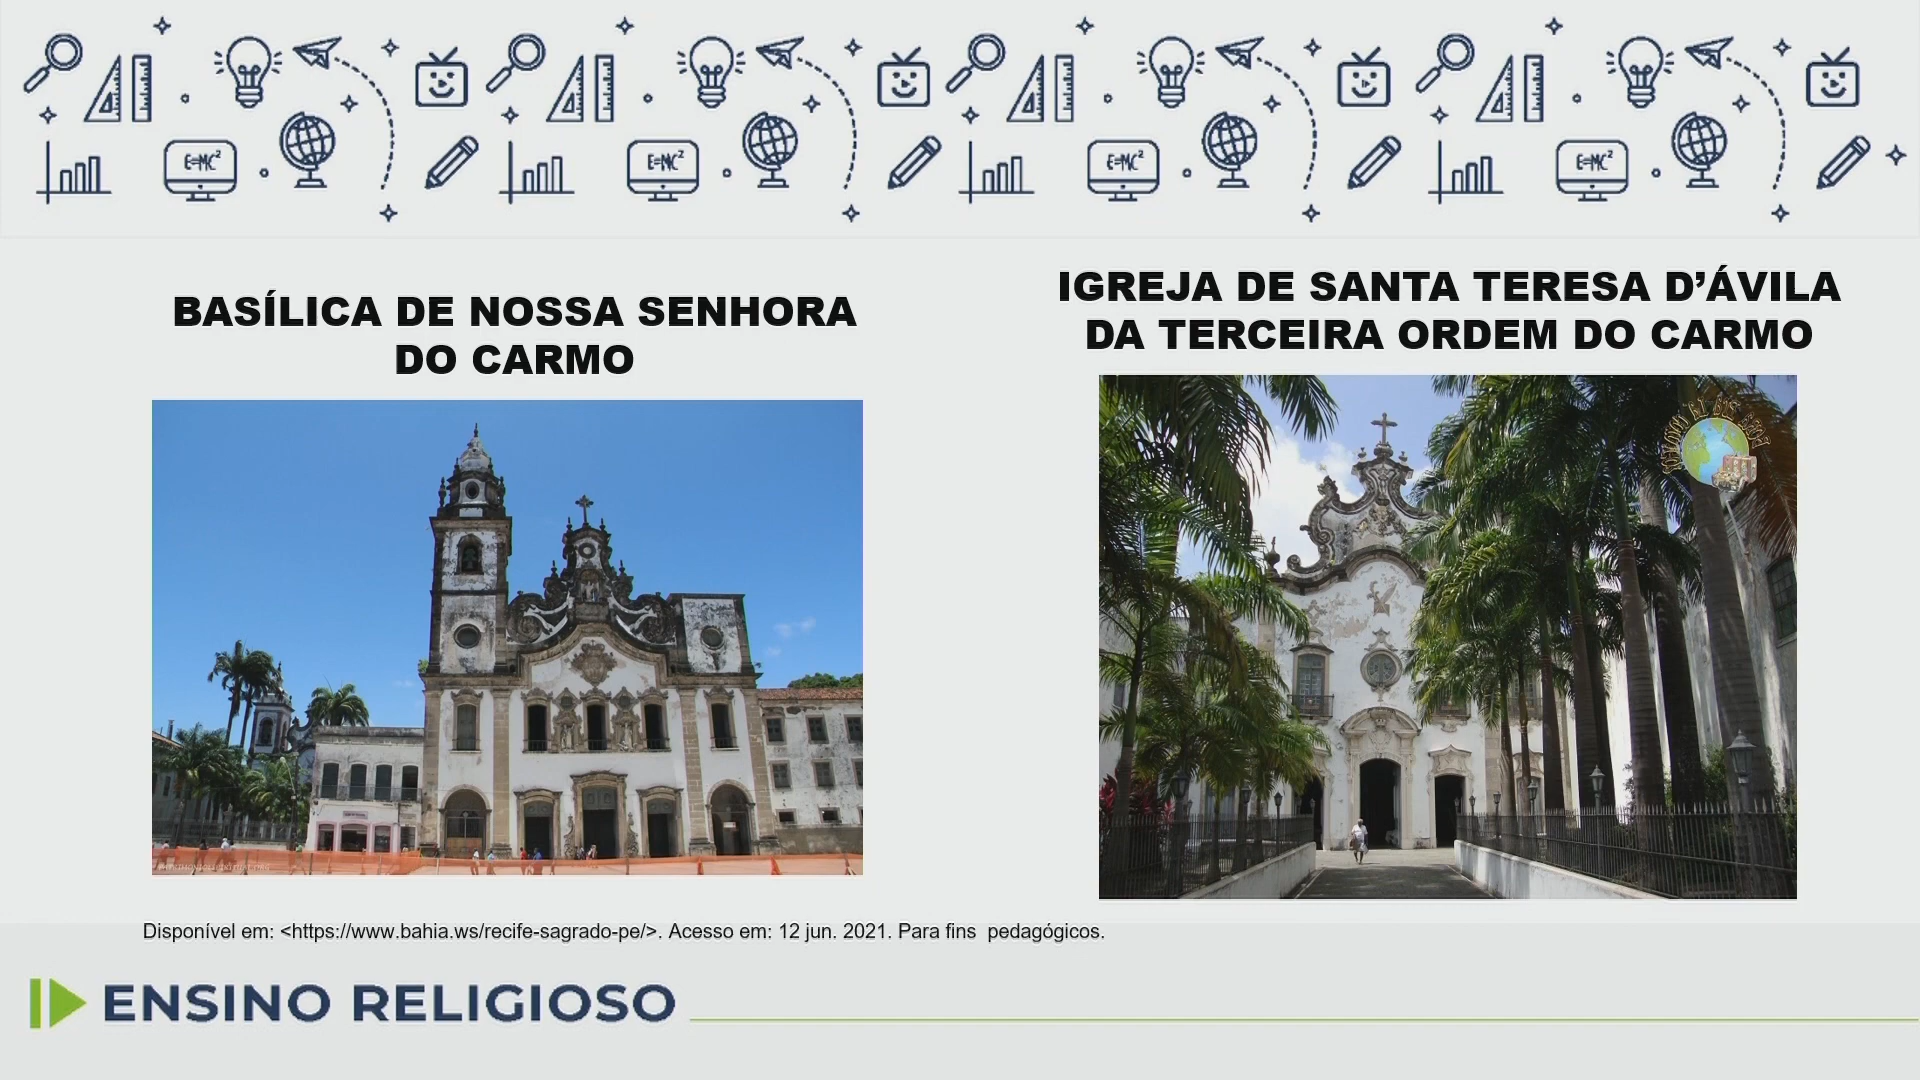 E=MC²
E=MC²
E=MC²
E=MC²
BASÍLICA DE NOSSA SENHORA
DO CARMO
IGREJA DE SANTA TERESA D’ÁVILA
DA TERCEIRA ORDEM DO CARMO
Disponível em: <https://www.bahia.ws/recife-sagrado-pe/>. Acesso em: 12 jun. 2021. Para fins pedagógicos.
ENSINO RELIGIOSO